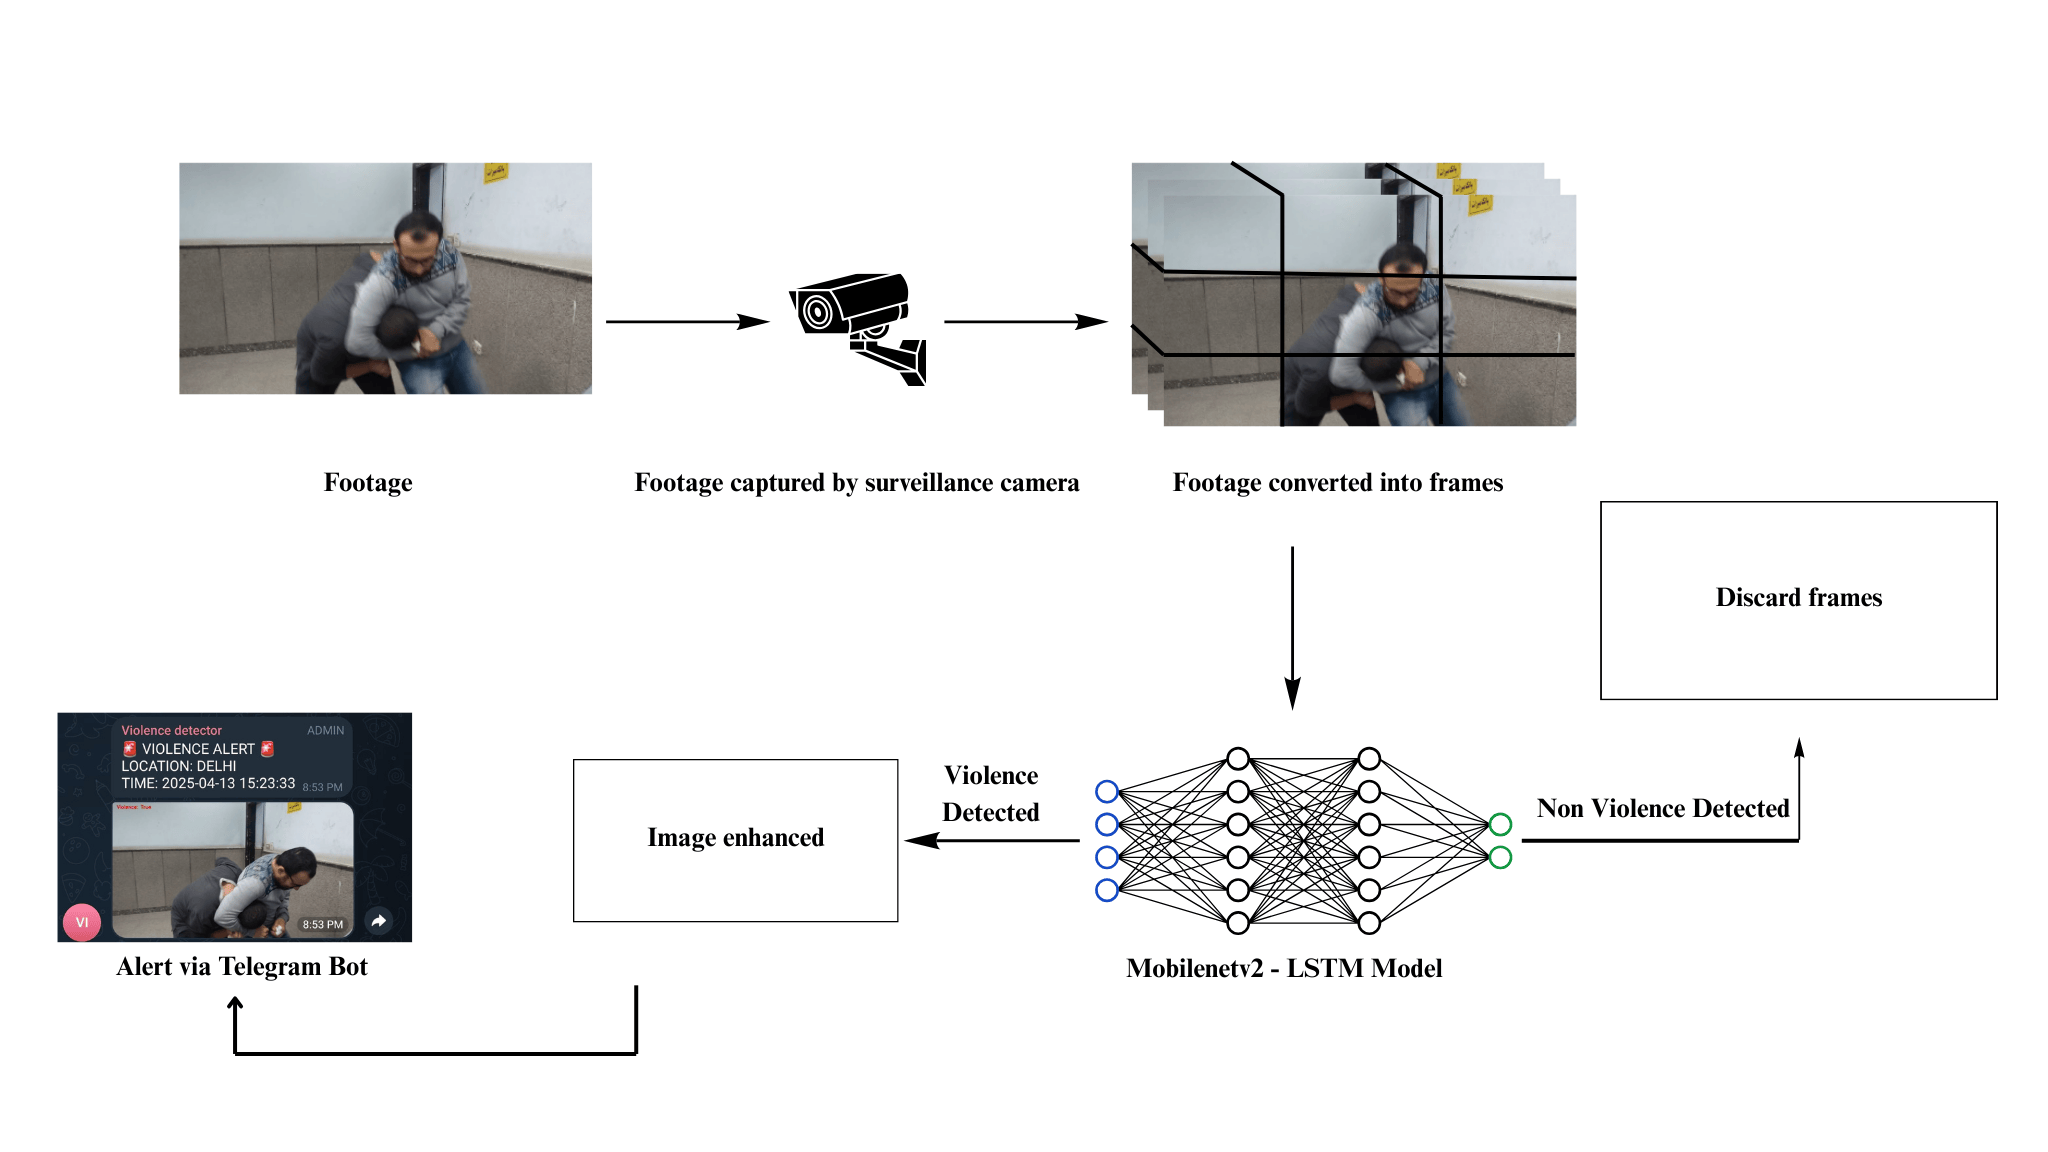 Footage
Footage captured by surveillance camera
Footage converted into frames
Discard frames
Violence detector
ADMIN
🚨 VIOLENCE ALERT 🚨
LOCATION: DELHI
TIME: 2025-04-13 15:23:33
8:53 PM
Violence: True
8:53 PM
VI
Alert via Telegram Bot
Image enhanced
Violence
Detected
Non Violence Detected
Mobilenetv2 - LSTM Model